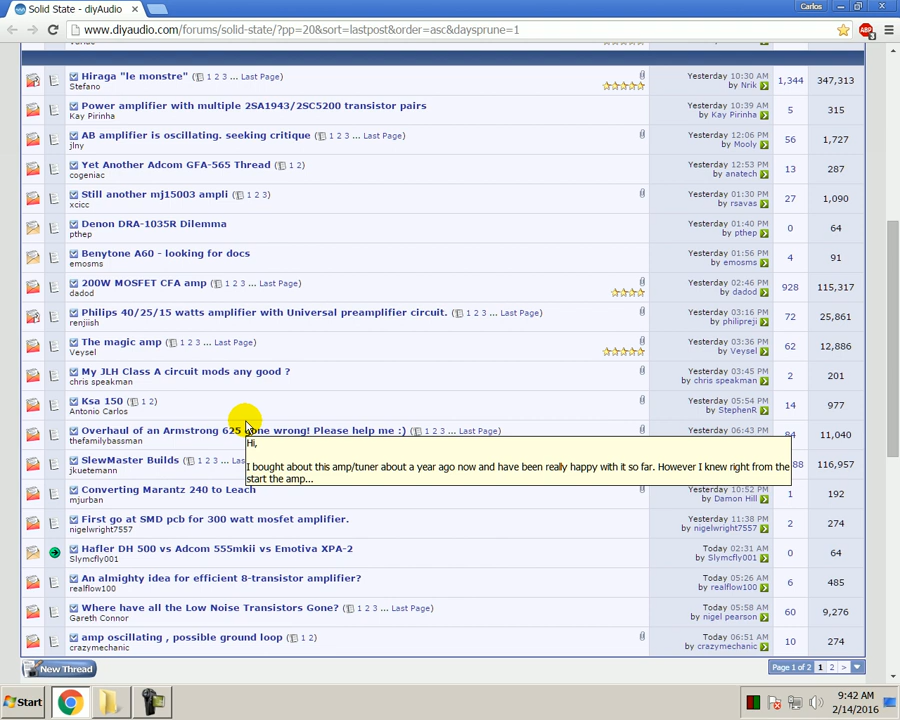 Solid State - diyAudio
Carlos
www.diyaudio.com/forums/solid-state/?pp=20&sort=lastpost&order=asc&daysprune=1
Hiraga "le monstre" ( 1 2 3 ... Last Page)
Stefano
Yesterday 10:30 AM
by Nrik
1,344
347,313
Power amplifier with multiple 2SA1943/2SC5200 transistor pairs
Kay Pirinha
Yesterday 10:39 AM
by Kay Pirinha
5
315
AB amplifier is oscillating. seeking critique ( 1 2 3 ... Last Page)
jlny
Yesterday 12:06 PM
by Mooly
56
1,727
Yet Another Adcom GFA-565 Thread ( 1 2)
cogeniac
Yesterday 12:53 PM
by anatech
13
287
Still another mj15003 ampli ( 1 2 3)
xcicc
Yesterday 01:30 PM
by rsavas
27
1,090
Denon DRA-1035R Dilemma
pthep
Yesterday 01:40 PM
by pthep
0
64
Benytone A60 - looking for docs
emosms
Yesterday 01:56 PM
by emosms
4
91
200W MOSFET CFA amp ( 1 2 3 ... Last Page)
dadod
Yesterday 02:46 PM
by dadod
928
115,317
Philips 40/25/15 watts amplifier with Universal preamplifier circuit. ( 1 2 3 ... Last Page)
renjiish
Yesterday 03:16 PM
by philipreji
72
25,861
The magic amp ( 1 2 3 ... Last Page)
Veysel
Yesterday 03:36 PM
by Veysel
62
12,886
My JLH Class A circuit mods any good ?
chris speakman
Yesterday 03:45 PM
by chris speakman
2
201
Ksa 150 ( 1 2)
Antonio Carlos
Yesterday 05:54 PM
by StephenR
14
977
Overhaul of an Armstrong 625 gone wrong! Please help me :) ( 1 2 3 ... Last Page)
thefamilybassman
Yesterday 06:43 PM
84
11,040
Hi,
I bought about this amp/tuner about a year ago now and have been really happy with it so far. However I knew right from the
start the amp...
SlewMaster Builds ( 1 2 3 ...
jkuetemann
88
116,957
Converting Marantz 240 to Leach
mjurban
Yesterday 10:52 PM
by Damon Hill
1
192
First go at SMD pcb for 300 watt mosfet amplifier.
nigelwright7557
Yesterday 11:38 PM
by nigelwright7557
2
274
Hafler DH 500 vs Adcom 555mkii vs Emotiva XPA-2
Slymcfly001
Today 02:31 AM
by Slymcfly001
0
64
An almighty idea for efficient 8-transistor amplifier?
realflow100
Today 05:26 AM
by realflow100
6
485
Where have all the Low Noise Transistors Gone? ( 1 2 3 ... Last Page)
Gareth Connor
Today 05:58 AM
by nigel pearson
60
9,276
amp oscillating , possible ground loop ( 1 2)
crazymechanic
Today 06:51 AM
by crazymechanic
10
274
New Thread
Page 1 of 2 1 2 >
Start
9:42 AM
2/14/2016